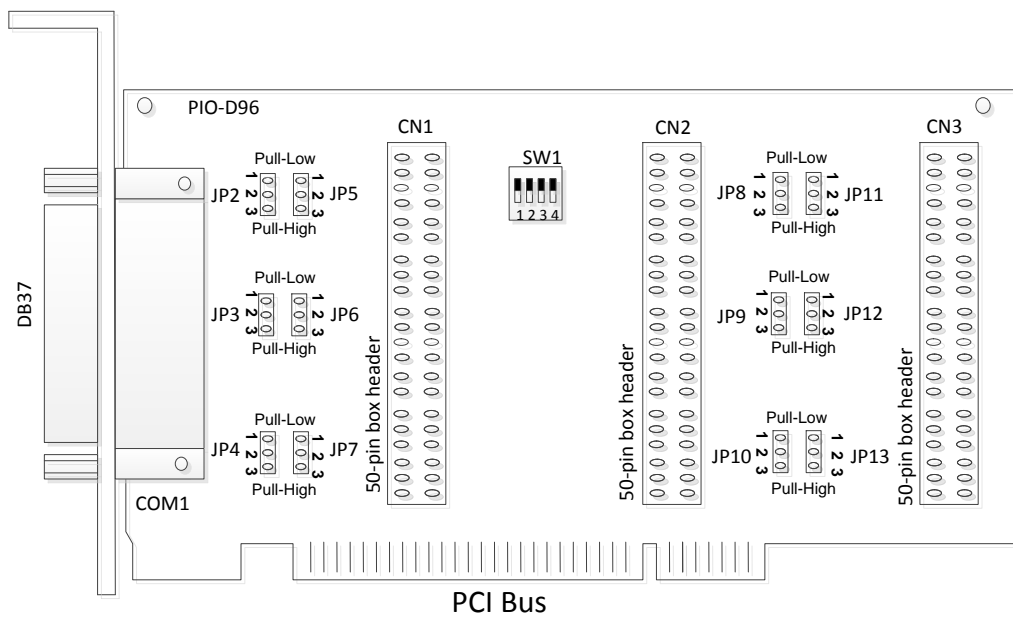 PIO-D96
CN1
CN2
CN3
SW1
1 2 3 4
Pull-Low
JP2
1
2
3
1
2
3
JP5
Pull-High
Pull-Low
JP8
1
2
3
1
2
3
JP11
Pull-High
DB37
Pull-Low
JP3
1
2
3
1
2
3
JP6
Pull-High
Pull-Low
JP9
1
2
3
1
2
3
JP12
Pull-High
Pull-Low
JP4
1
2
3
1
2
3
JP7
Pull-High
Pull-Low
JP10
1
2
3
1
2
3
JP13
Pull-High
50-pin box header
50-pin box header
50-pin box header
COM1
PCI Bus